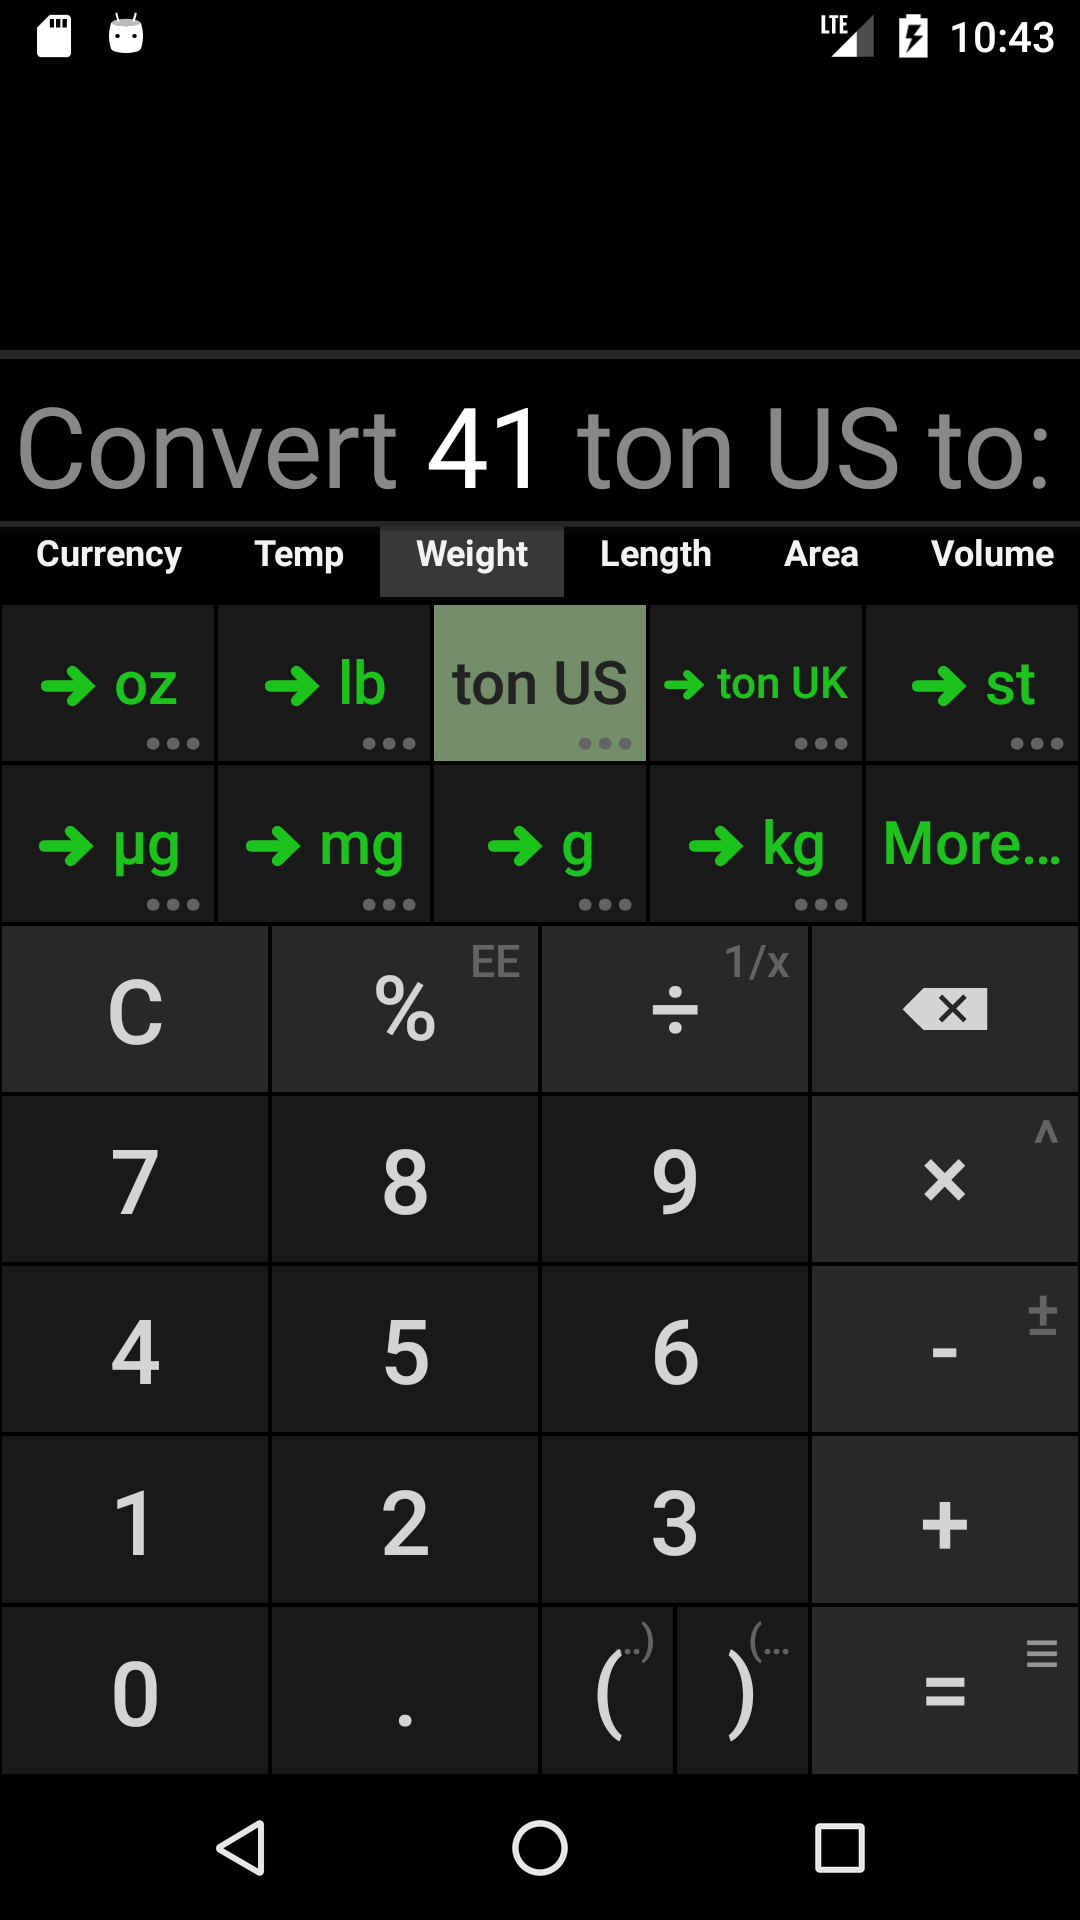 LTE 10:43
Convert 41 ton US to:
Currency Temp Weight Length Area Volume
➔ oz ➔ lb ton US ➔ ton UK ➔ st
➔ µg ➔ mg ➔ g ➔ kg More...
C % EE ÷ 1/x
7 8 9 × ^
4 5 6 - ±
1 2 3 +
0 . ( ..) ) (... = ≡